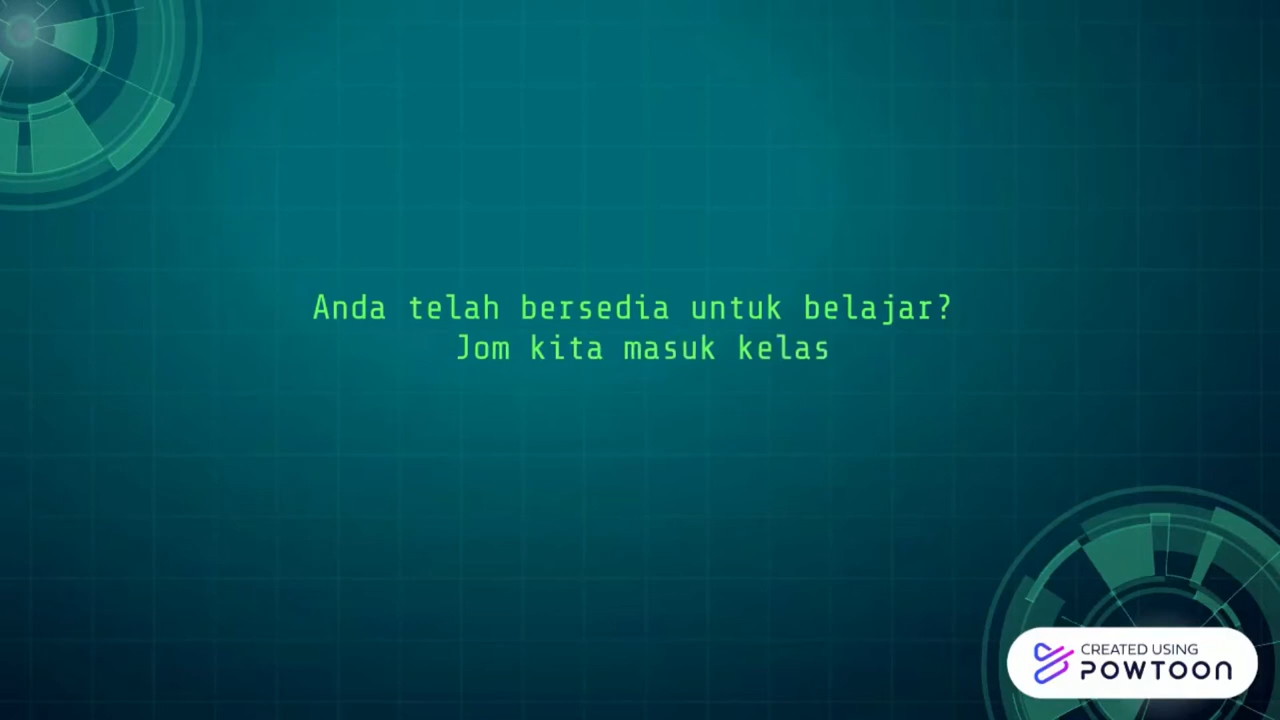 Anda telah bersedia untuk belajar?
Jom kita masuk kelas
CREATED USING
POWTOON